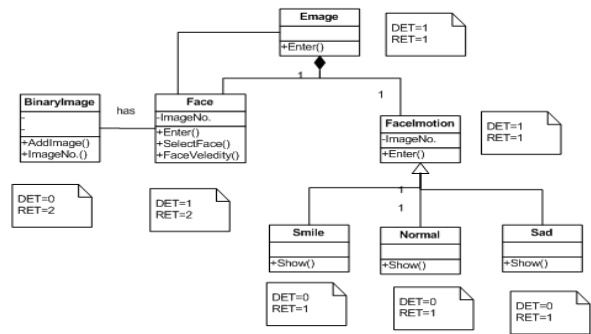 Emage
+Enter()
DET=1
RET=1
1
1
BinaryImage
-
-
+AddImage()
+ImageNo.()
has
Face
-ImageNo.
+Enter()
+SelectFace()
+FaceVeledity()
FaceImotion
-ImageNo.
+Enter()
DET=1
RET=1
DET=0
RET=2
DET=1
RET=2
1
1
Smile
+Show()
Normal
+Show()
Sad
+Show()
DET=0
RET=1
DET=0
RET=1
DET=0
RET=1